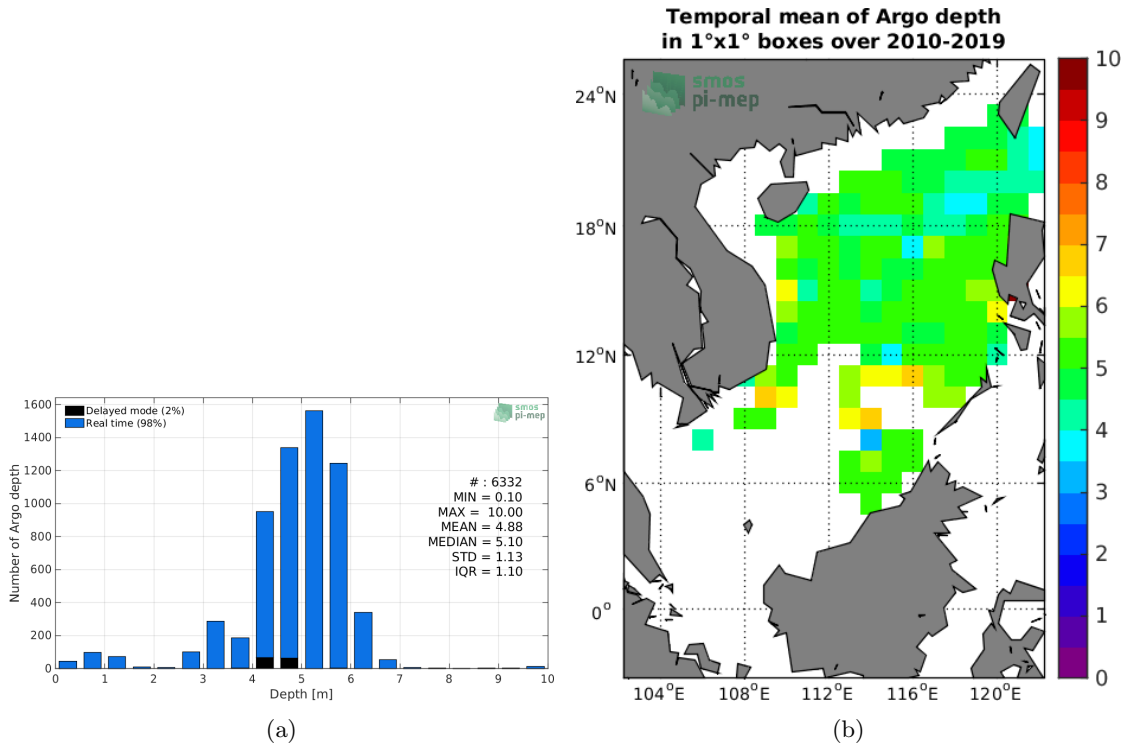 Temporal mean of Argo depth
in 1°x1° boxes over 2010-2019
smos
pi-mep
24°N
18°N
12°N
6°N
0°
104°E
108°E
112°E
116°E
120°E
10
9
8
7
6
5
4
3
2
1
0
(b)
Delayed mode (2%)
Real time (98%)
smos
pi-mep
# : 6332
MIN = 0.10
MAX = 10.00
MEAN = 4.88
MEDIAN = 5.10
STD = 1.13
IQR = 1.10
Number of Argo depth
1600
1400
1200
1000
800
600
400
200
0
0 1 2 3 4 5 6 7 8 9 10
Depth [m]
(a)